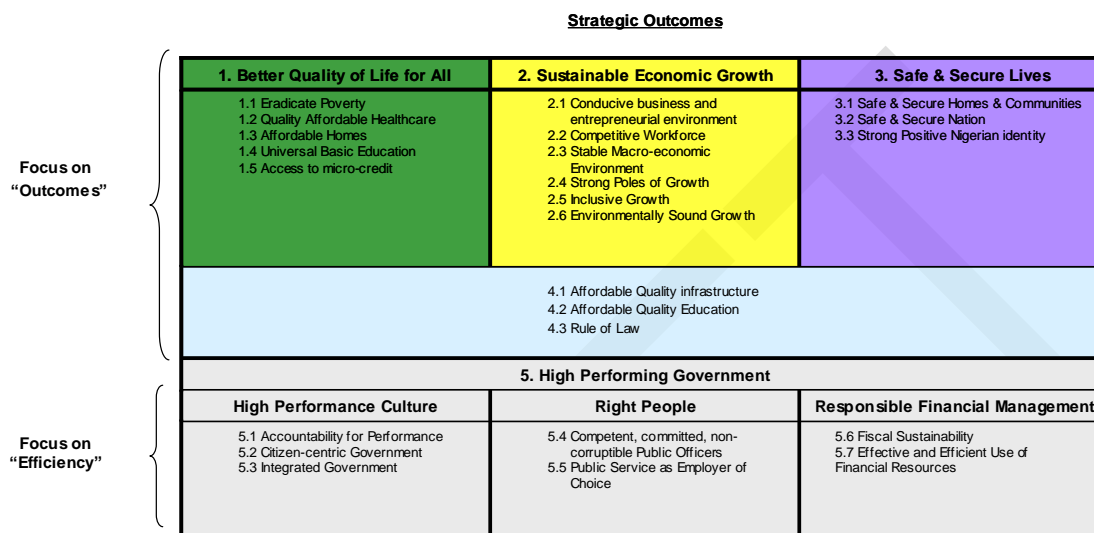 Strategic Outcomes
Focus on
“Outcomes”
1. Better Quality of Life for All
1.1 Eradicate Poverty
1.2 Quality Affordable Healthcare
1.3 Affordable Homes
1.4 Universal Basic Education
1.5 Access to micro-credit
2. Sustainable Economic Growth
2.1 Conducive business and
entrepreneurial environment
2.2 Competitive Workforce
2.3 Stable Macro-economic
Environment
2.4 Strong Poles of Growth
2.5 Inclusive Growth
2.6 Environmentally Sound Growth
3. Safe & Secure Lives
3.1 Safe & Secure Homes & Communities
3.2 Safe & Secure Nation
3.3 Strong Positive Nigerian identity
4.1 Affordable Quality infrastructure
4.2 Affordable Quality Education
4.3 Rule of Law
Focus on
“Efficiency”
5. High Performing Government
High Performance Culture
5.1 Accountability for Performance
5.2 Citizen-centric Government
5.3 Integrated Government
Right People
5.4 Competent, committed, non-
corruptible Public Officers
5.5 Public Service as Employer of
Choice
Responsible Financial Management
5.6 Fiscal Sustainability
5.7 Effective and Efficient Use of
Financial Resources